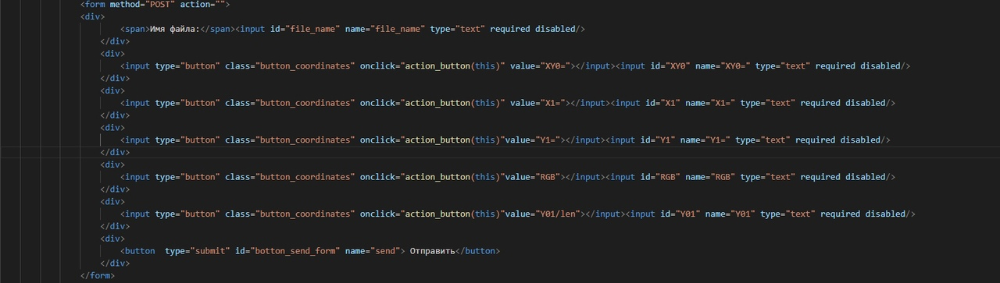 <form method="POST" action="">
<div>
<span>Имя файла:</span><input id="file_name" name="file_name" type="text" required disabled/>
</div>
<div>
<input type="button" class="button_coordinates" onclick="action_button(this)" value="XY0="></input><input id="XY0" name="XY0=" type="text" required disabled/>
</div>
<div>
<input type="button" class="button_coordinates" onclick="action_button(this)" value="X1="></input><input id="X1" name="X1=" type="text" required disabled/>
</div>
<div>
<input type="button" class="button_coordinates" onclick="action_button(this)"value="Y1="></input><input id="Y1" name="Y1=" type="text" required disabled/>
</div>
<div>
<input type="button" class="button_coordinates" onclick="action_button(this)"value="RGB"></input><input id="RGB" name="RGB" type="text" required disabled/>
</div>
<div>
<input type="button" class="button_coordinates" onclick="action_button(this)"value="Y01/len"></input><input id="Y01" name="Y01" type="text" required disabled/>
</div>
<div>
<button  type="submit" id="botton_send_form" name="send"> Отправить</button>
</div>
</form>